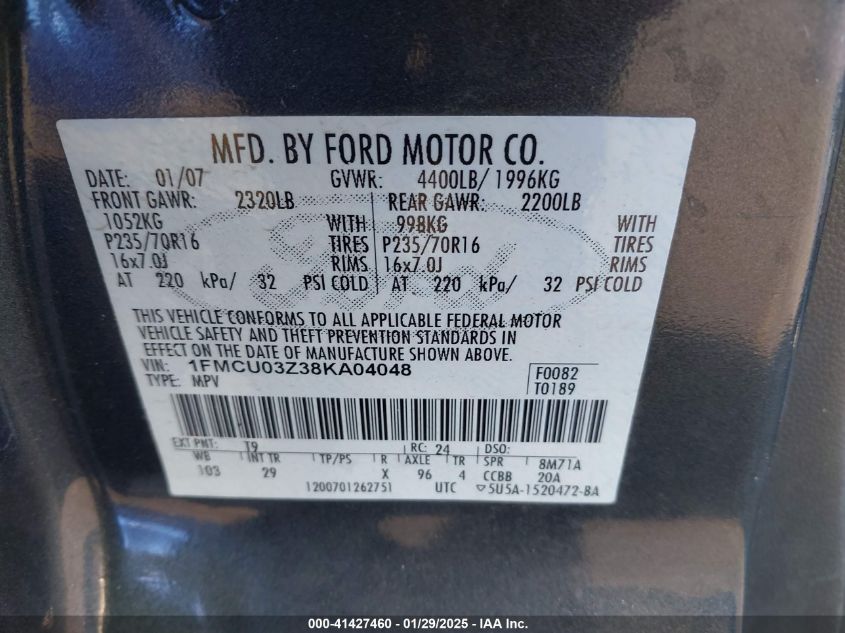 MFD. BY FORD MOTOR CO.
DATE: 01/07 GVWR: 4400LB/ 1996KG
FRONT GAWR: 2320LB REAR GAWR: 2200LB
1052KG WITH 998KG WITH
P235/70R16 TIRES P235/70R16 TIRES
16x7.0J RIMS 16x7.0J RIMS
AT 220 kPa/ 32 PSI COLD AT 220 kPa/ 32 PSI COLD
THIS VEHICLE CONFORMS TO ALL APPLICABLE FEDERAL MOTOR
VEHICLE SAFETY AND THEFT PREVENTION STANDARDS IN
EFFECT ON THE DATE OF MANUFACTURE SHOWN ABOVE.
VIN: 1FMCU03Z38KA04048 F0082
TYPE: MPV T0189
EXT PNT: T9 RC: 24 DSO:
WB INT TR TP/PS R AXLE TR SPR 8M71A
103 29 X 96 4 CCBB 20A
1200701262751 UTC 5U5A-1520472-BA
Ford
000-41427460 - 01/29/2025 - IAA Inc.